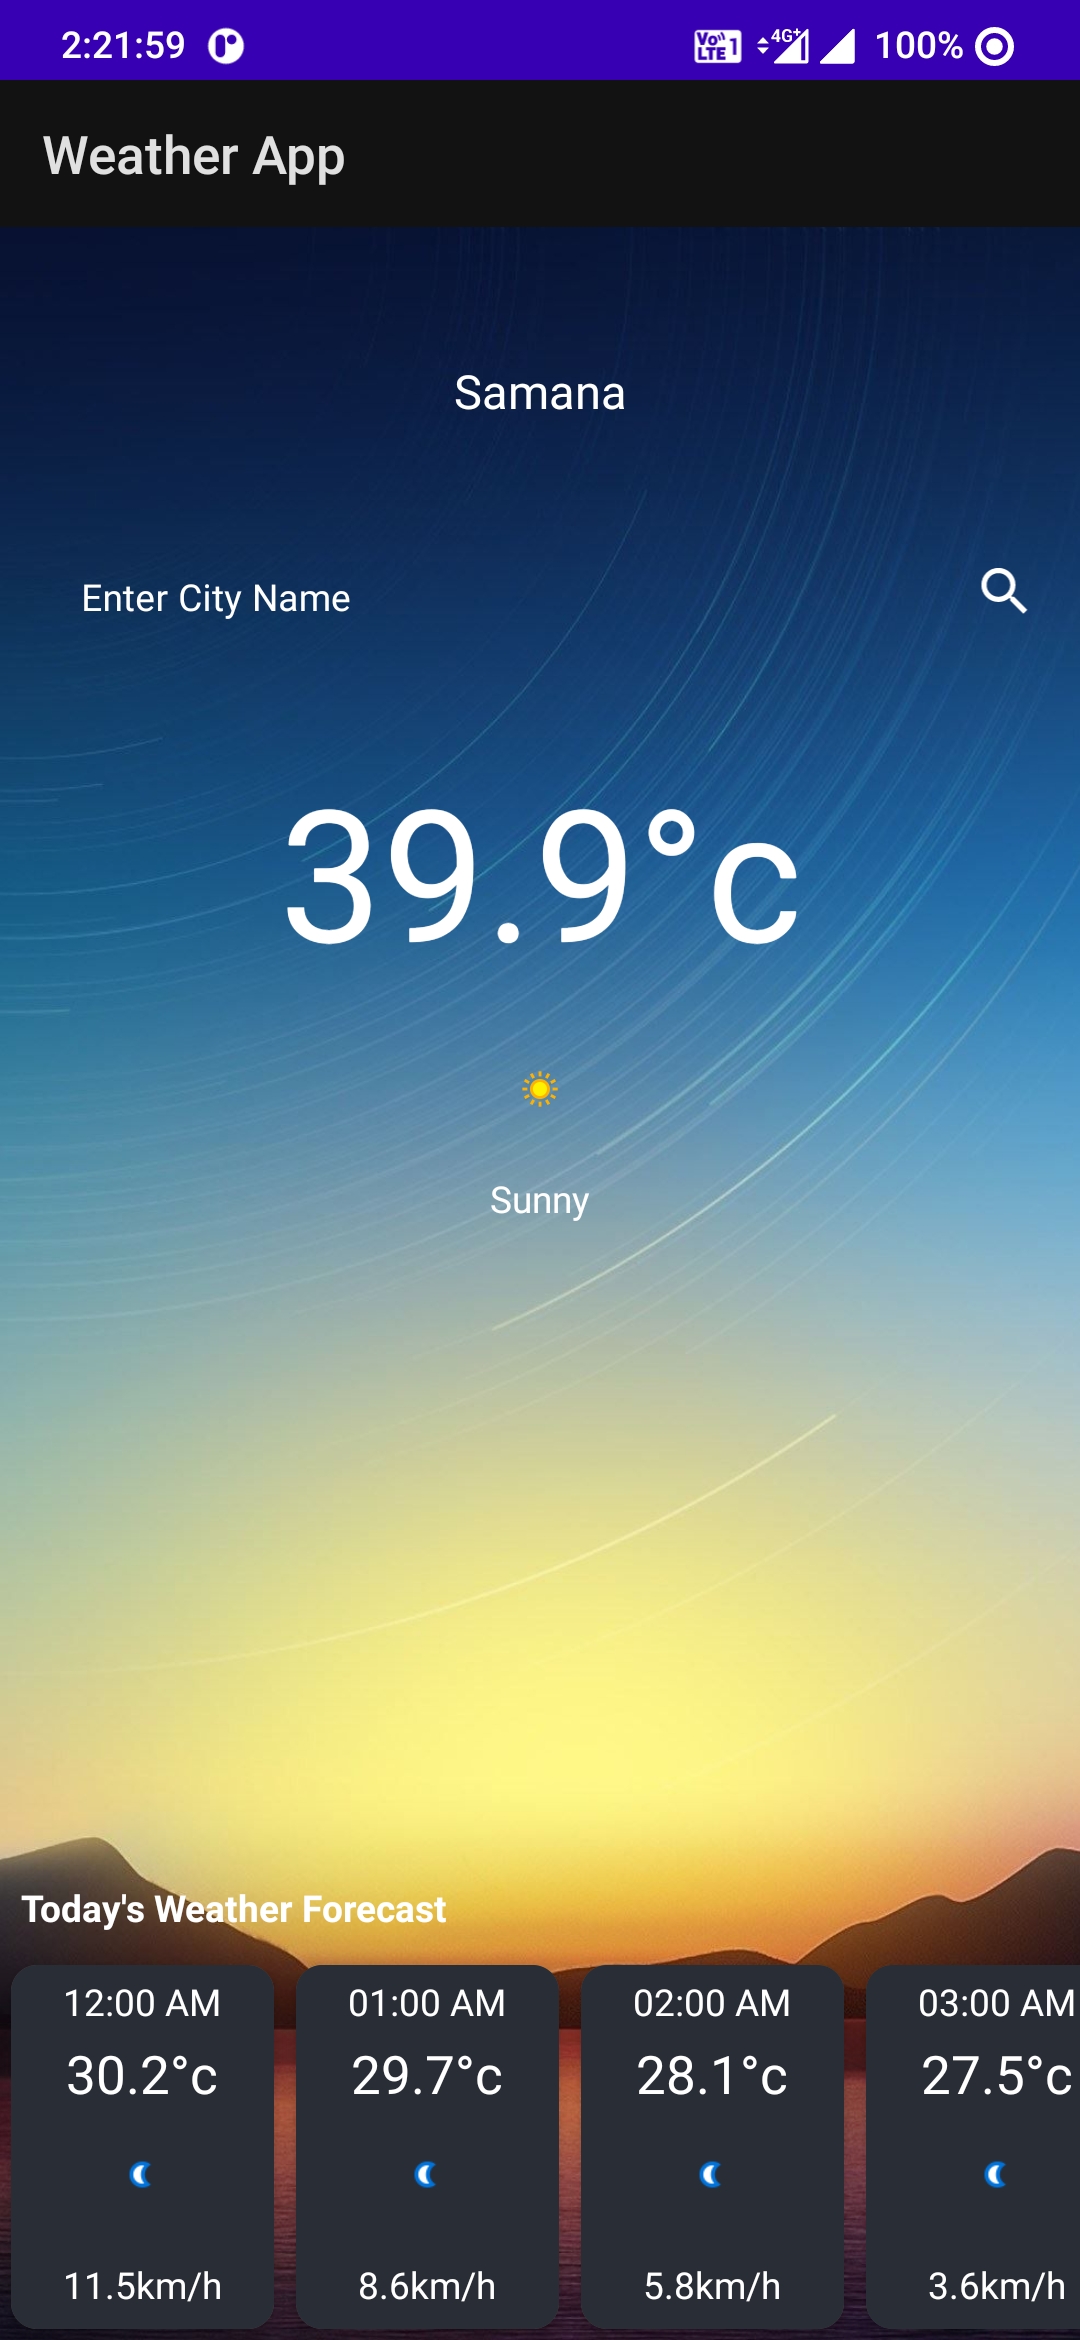 2:21:59 Vo LTE 1 4G+ 100%
Weather App
Samana
Enter City Name
39.9°c
Sunny
Today's Weather Forecast
12:00 AM 01:00 AM 02:00 AM 03:00 AM
30.2°c 29.7°c 28.1°c 27.5°c
11.5km/h 8.6km/h 5.8km/h 3.6km/h